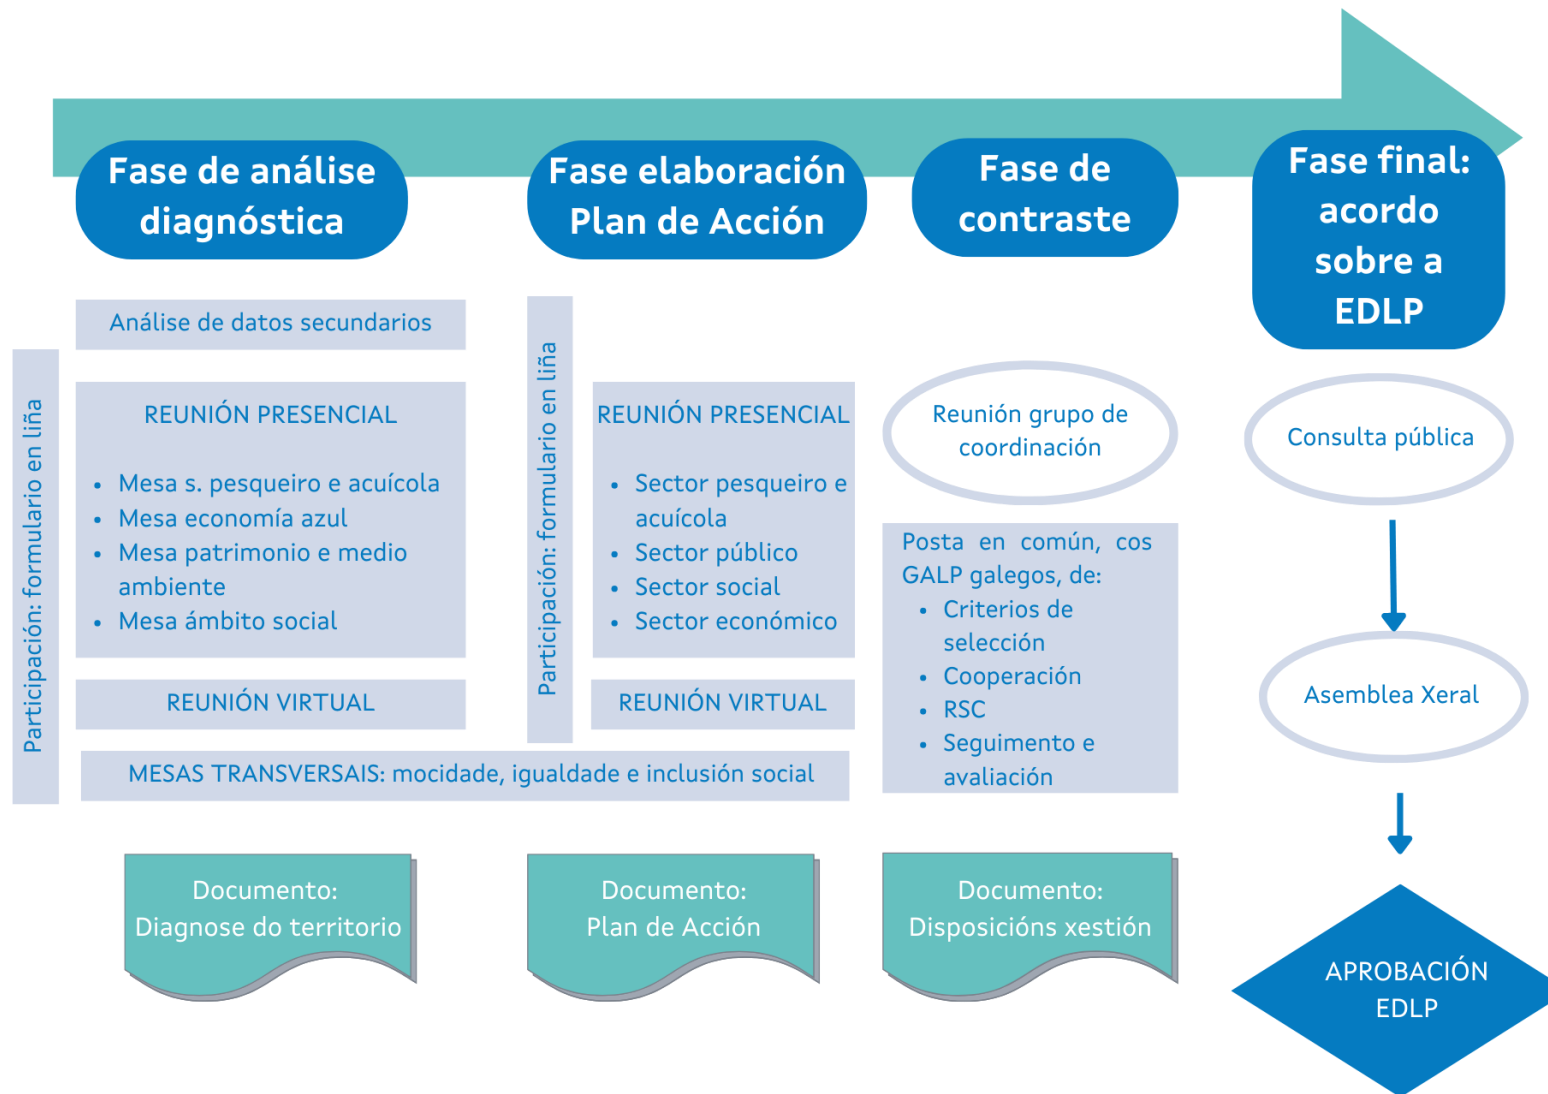 Fase de análise
diagnóstica
Análise de datos secundarios
Participación: formulario en liña
REUNIÓN PRESENCIAL
• Mesa s. pesqueiro e acuícola
• Mesa economía azul
• Mesa patrimonio e medio
ambiente
• Mesa ámbito social
REUNIÓN VIRTUAL
MESAS TRANSVERSAIS: mocidade, igualdade e inclusión social
Documento:
Diagnose do territorio
Fase elaboración
Plan de Acción
Participación: formulario en liña
REUNIÓN PRESENCIAL
• Sector pesqueiro e
acuícola
• Sector público
• Sector social
• Sector económico
REUNIÓN VIRTUAL
Documento:
Plan de Acción
Fase de
contraste
Reunión grupo de
coordinación
Posta en común, cos
GALP galegos, de:
• Criterios de
selección
• Cooperación
• RSC
• Seguimento e
avaliación
Documento:
Disposicións xestión
Fase final:
acordo
sobre a
EDLP
Consulta pública
Asemblea Xeral
APROBACIÓN
EDLP